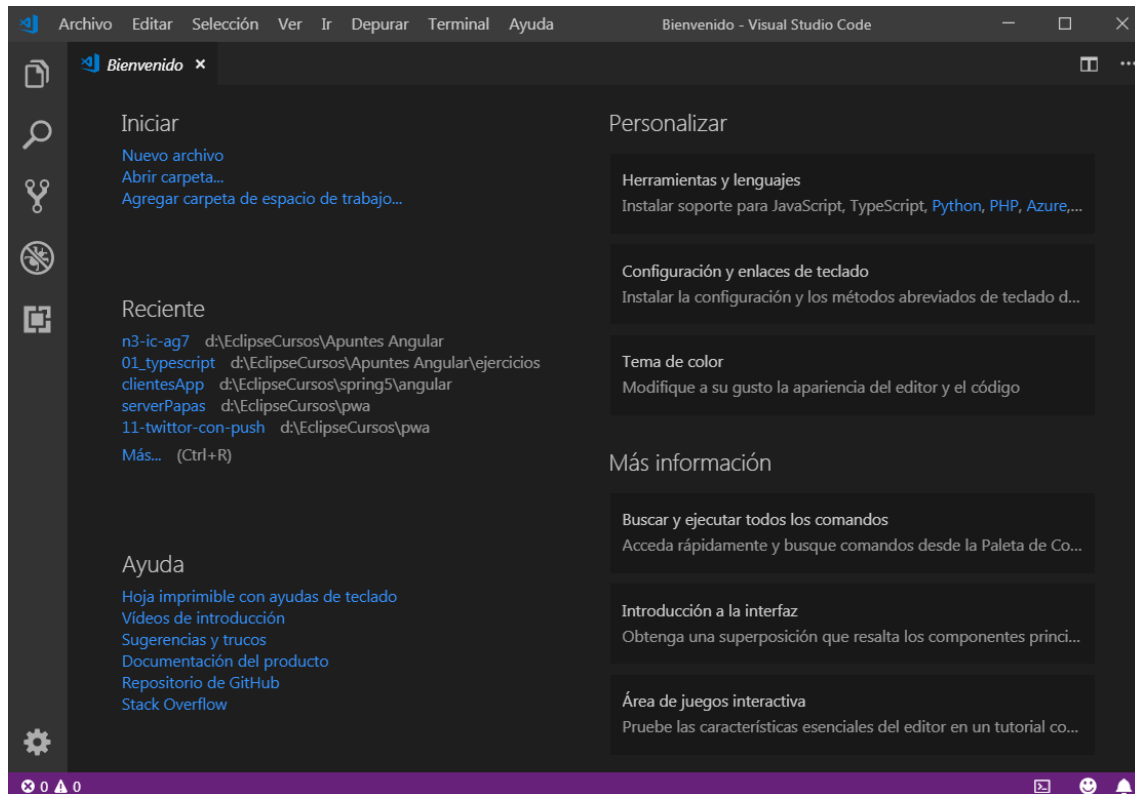 Archivo Editar Selección Ver Ir Depurar Terminal Ayuda Bienvenido - Visual Studio Code
Bienvenido
Iniciar
Nuevo archivo
Abrir carpeta...
Agregar carpeta de espacio de trabajo...
Reciente
n3-ic-ag7 d:\EclipseCursos\Apuntes Angular
01_typescript d:\EclipseCursos\Apuntes Angular\ejercicios
clientesApp d:\EclipseCursos\spring5\angular
serverPapas d:\EclipseCursos\pwa
11-twittor-con-push d:\EclipseCursos\pwa
Más... (Ctrl+R)
Ayuda
Hoja imprimible con ayudas de teclado
Vídeos de introducción
Sugerencias y trucos
Documentación del producto
Repositorio de GitHub
Stack Overflow
Personalizar
Herramientas y lenguajes
Instalar soporte para JavaScript, TypeScript, Python, PHP, Azure,...
Configuración y enlaces de teclado
Instalar la configuración y los métodos abreviados de teclado d...
Tema de color
Modifique a su gusto la apariencia del editor y el código
Más información
Buscar y ejecutar todos los comandos
Acceda rápidamente y busque comandos desde la Paleta de Co...
Introducción a la interfaz
Obtenga una superposición que resalta los componentes princi...
Área de juegos interactiva
Pruebe las características esenciales del editor en un tutorial co...
0 0